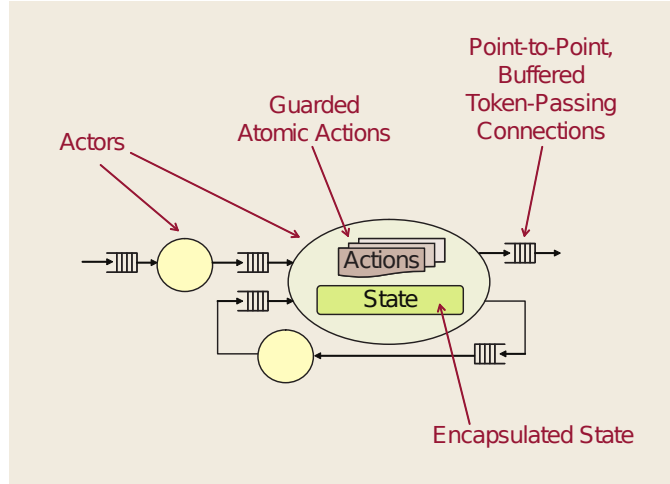 Point-to-Point,
Buffered
Token-Passing
Connections
Guarded
Atomic Actions
Actors
Actions
State
Encapsulated State